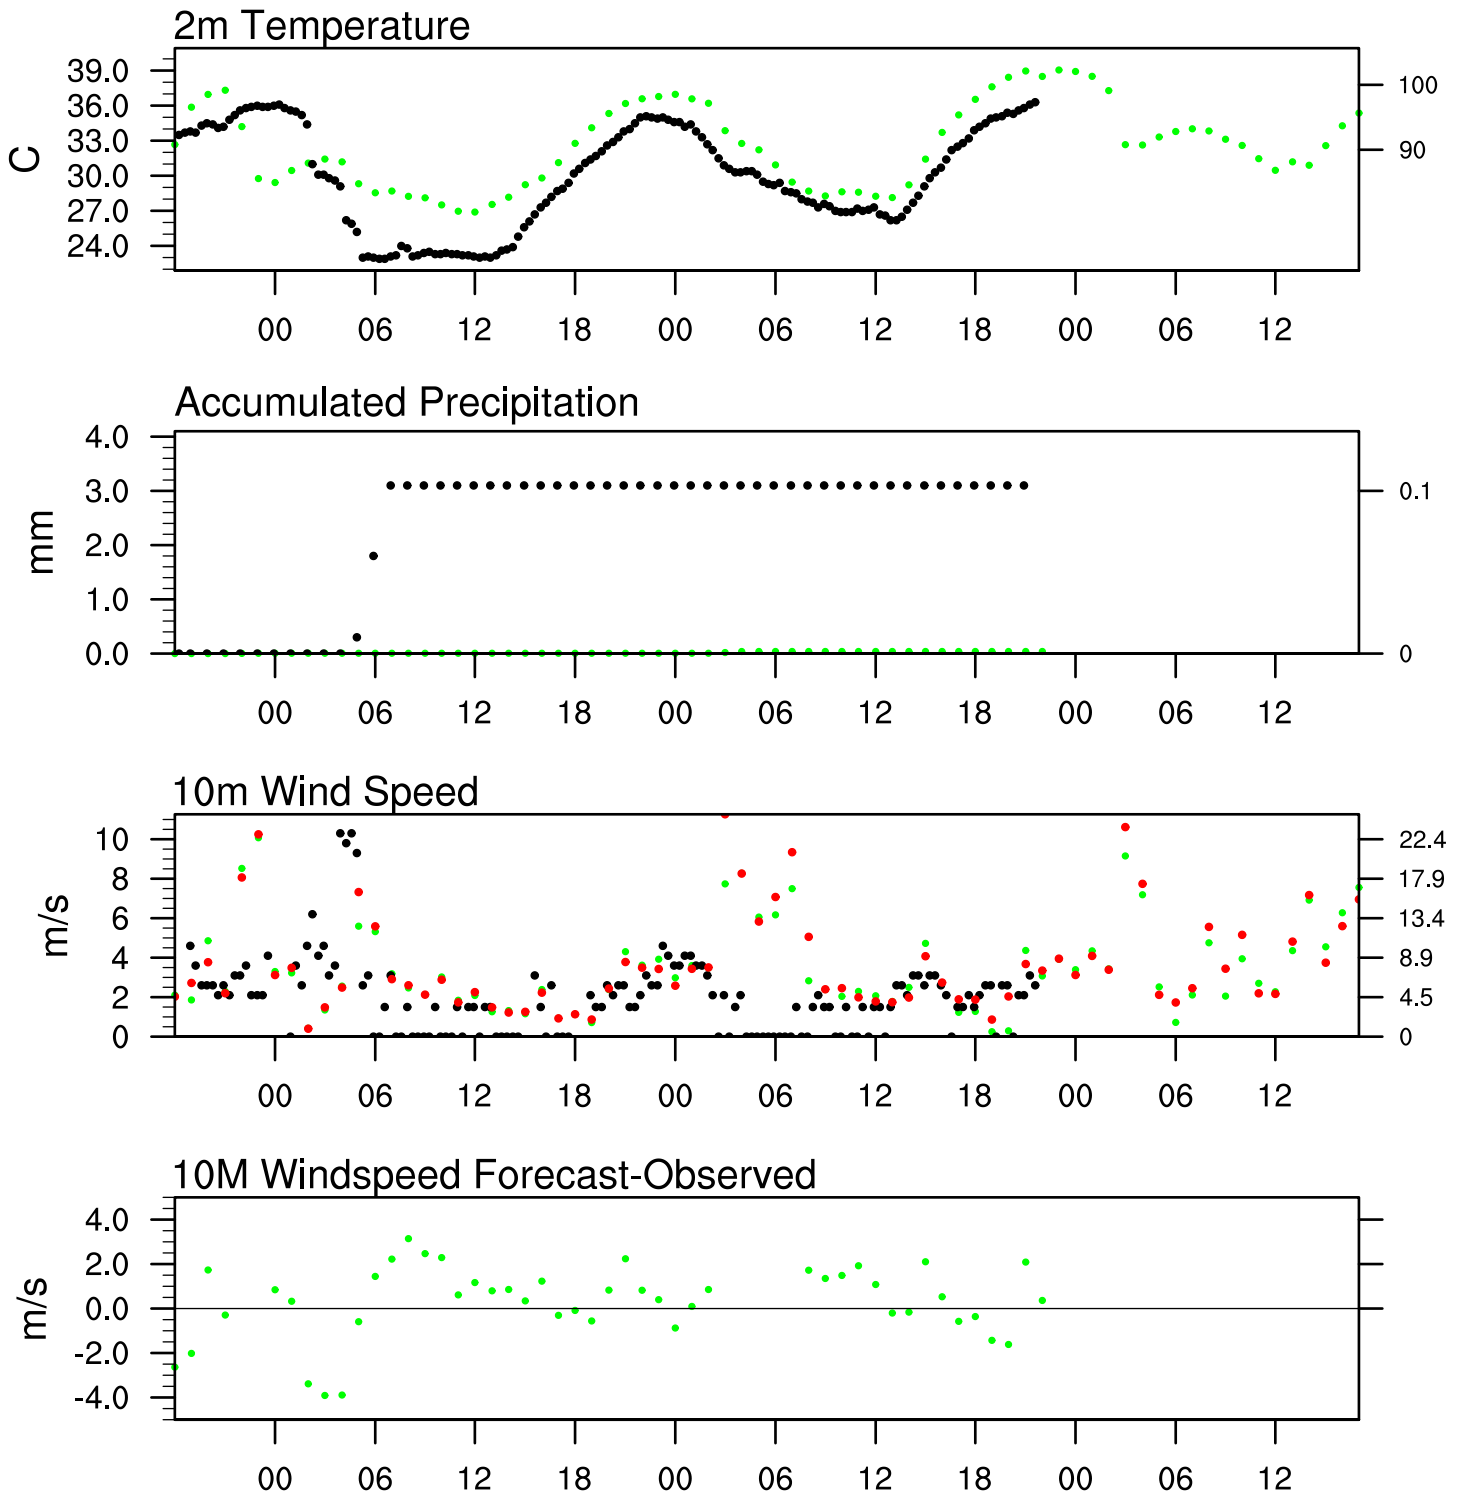 2m Temperature
C
39.0
36.0
33.0
30.0
27.0
24.0
100
90
00 06 12 18 00 06 12 18 00 06 12
Accumulated Precipitation
mm
4.0
3.0
2.0
1.0
0.0
0.1
0
00 06 12 18 00 06 12 18 00 06 12
10m Wind Speed
m/s
10
8
6
4
2
0
22.4
17.9
13.4
8.9
4.5
0
00 06 12 18 00 06 12 18 00 06 12
10M Windspeed Forecast-Observed
m/s
4.0
2.0
0.0
-2.0
-4.0
00 06 12 18 00 06 12 18 00 06 12